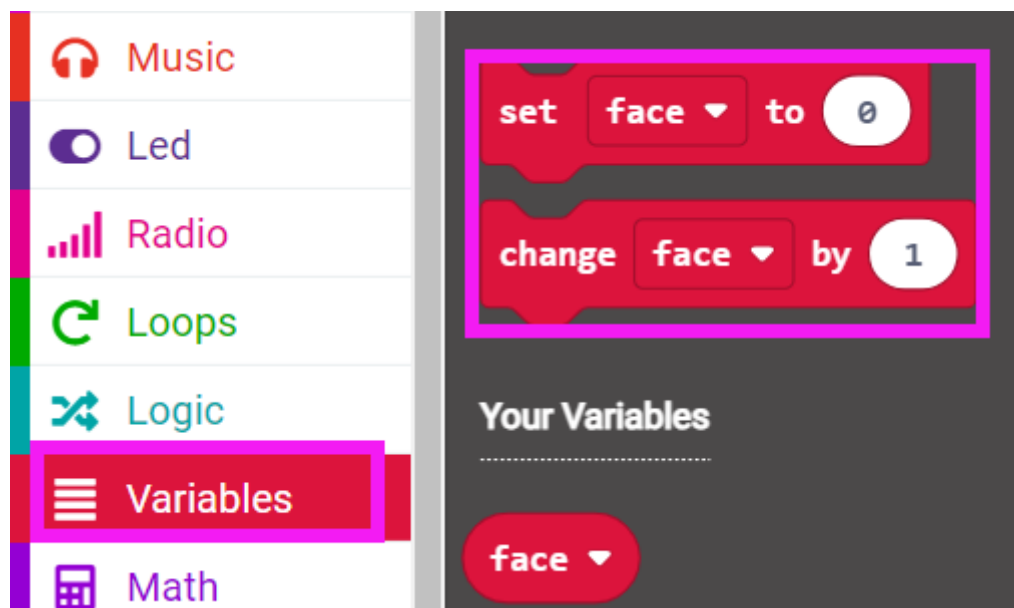 Music
Led
Radio
Loops
Logic
Variables
Math
set face to 0
change face by 1
Your Variables
face